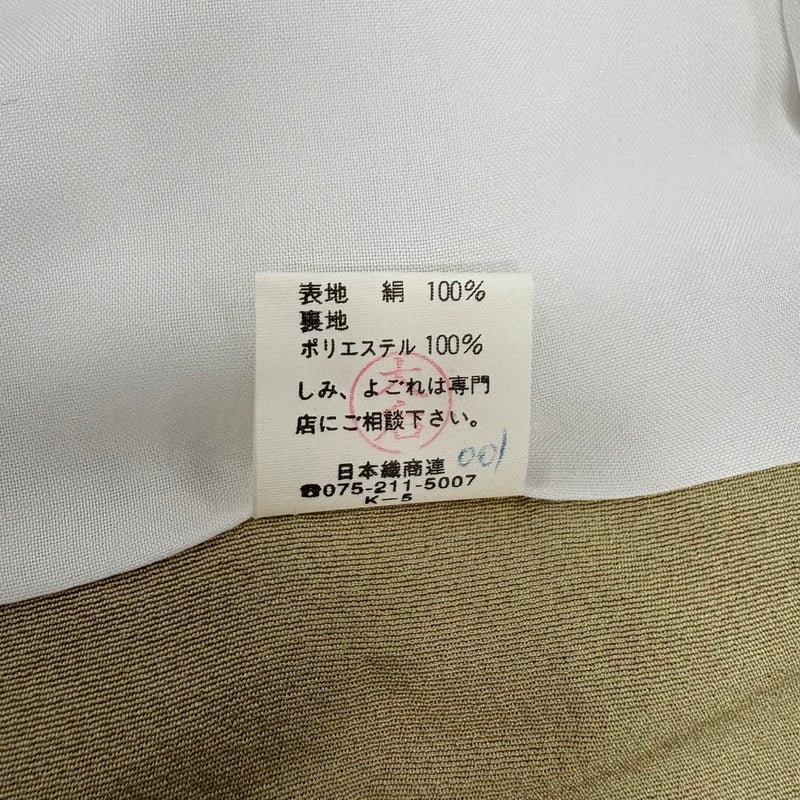 表地 絹 100%
裏地
ポリエステル 100%
しみ、よごれは専門
店にご相談下さい。
日本織商連
☎075-211-5007
K-5
001